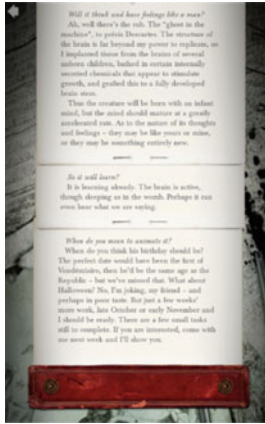 Will it think and have feelings like a man?
Ah, well there's the rub. The "ghost in the
machine", to pelvis Descartes. The structure of
the brain is far beyond my power to replicate, so
I implanted tissue from the brains of several
unborn children, bathed in certain internally
secreted chemicals that appear to stimulate
growth, and grafted this to a fully developed
brain stem.
Thus the creature will be born with an infant
mind, but the mind should mature at a greatly
accelerated rate. As to the nature of its thoughts
and feelings – they may be like yours or mine,
or they may be something entirely new.
So it will learn?
It is learning already. The brain is active,
though sleeping as in the womb. Perhaps it can
even hear what we are saying.
When do you mean to animate it?
When do you think his birthday should be?
The perfect date would have been the first of
Vendémiaire, then he'd be the same age as the
Republic – but we've missed that. What about
Halloween? No, I'm joking, my friend – and
perhaps in poor taste. But just a few weeks'
more work, late October or early November and
I should be ready. There are a few small tasks
still to complete. If you are interested, come with
me next week and I'll show you.